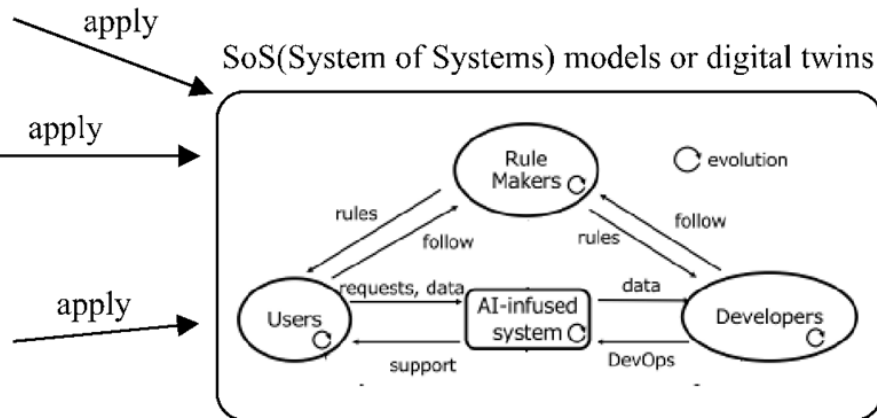 apply
SoS(System of Systems) models or digital twins
apply
Rule
Makers
evolution
rules
follow
rules
follow
apply
requests, data
data
Users
AI-infused
system
Developers
support
DevOps